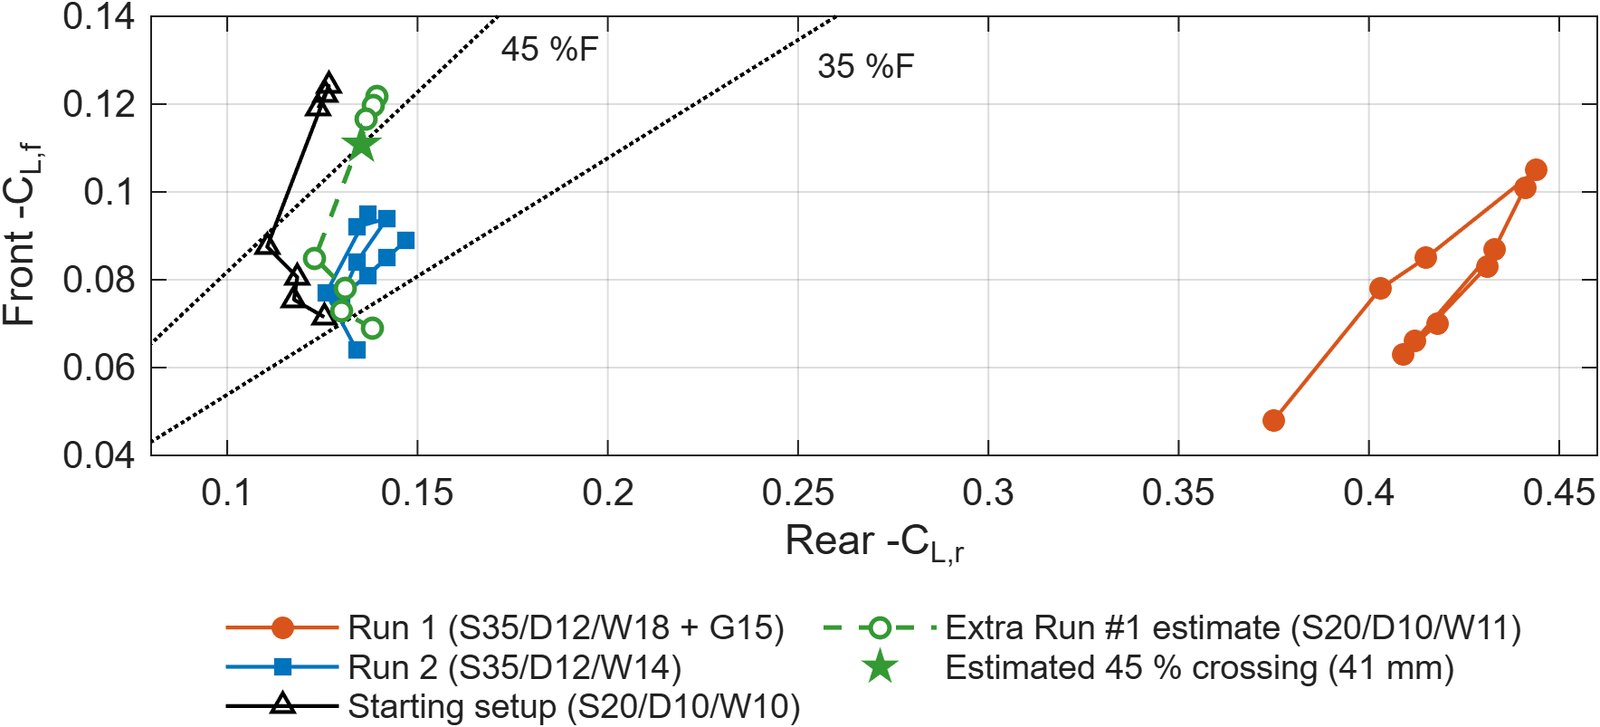 0.14
0.12
0.1
0.08
0.06
0.04
Front -C_L,f
45 %F
35 %F
0.1 0.15 0.2 0.25 0.3 0.35 0.4 0.45
Rear -C_L,r
Run 1 (S35/D12/W18 + G15)
Run 2 (S35/D12/W14)
Starting setup (S20/D10/W10)
Extra Run #1 estimate (S20/D10/W11)
Estimated 45 % crossing (41 mm)